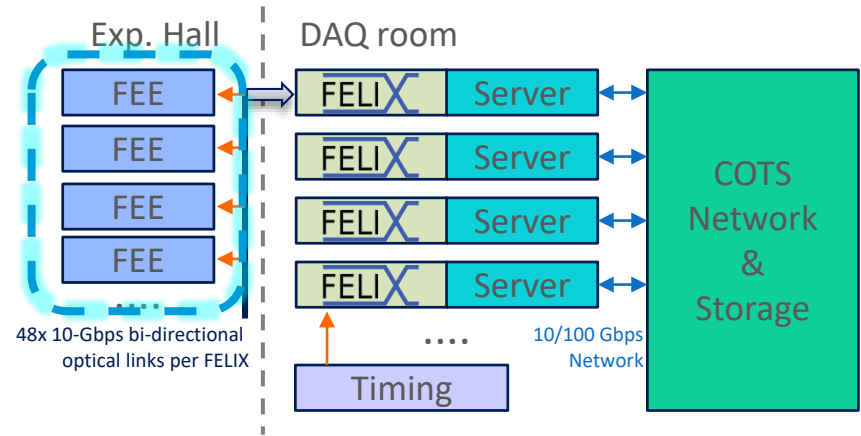 Exp. Hall
DAQ room
FEE
FELIX
Server
FEE
FELIX
Server
FEE
FELIX
Server
FEE
FELIX
Server
COTS
Network
&
Storage
....
48x 10-Gbps bi-directional
optical links per FELIX
....
10/100 Gbps
Network
Timing